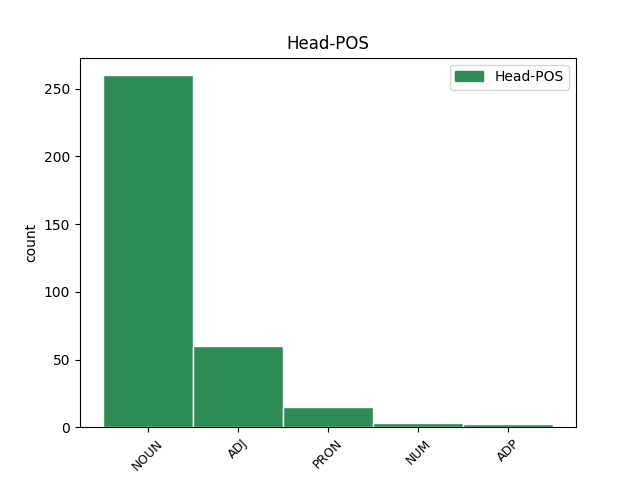 Head-POS
Head-POS
count
250
200
150
100
50
0
NOUN
ADJ
PRON
NUM
ADP